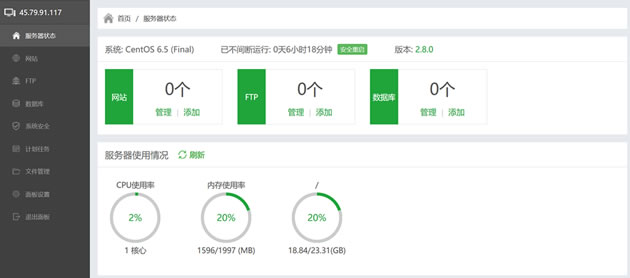 45.79.91.117
服务器状态
网站
FTP
数据库
系统安全
计划任务
文件管理
面板设置
退出面板
首页 / 服务器状态
系统: CentOS 6.5 (Final) 已不间断运行: 0天6小时18分钟 安全重启 版本: 2.8.0
网站 0个 管理 | 添加
FTP 0个 管理 | 添加
数据库 0个 管理 | 添加
服务器使用情况 刷新
CPU使用率 内存使用率 /
2% 20% 20%
1 核心 1596/1997 (MB) 18.84/23.31(GB)